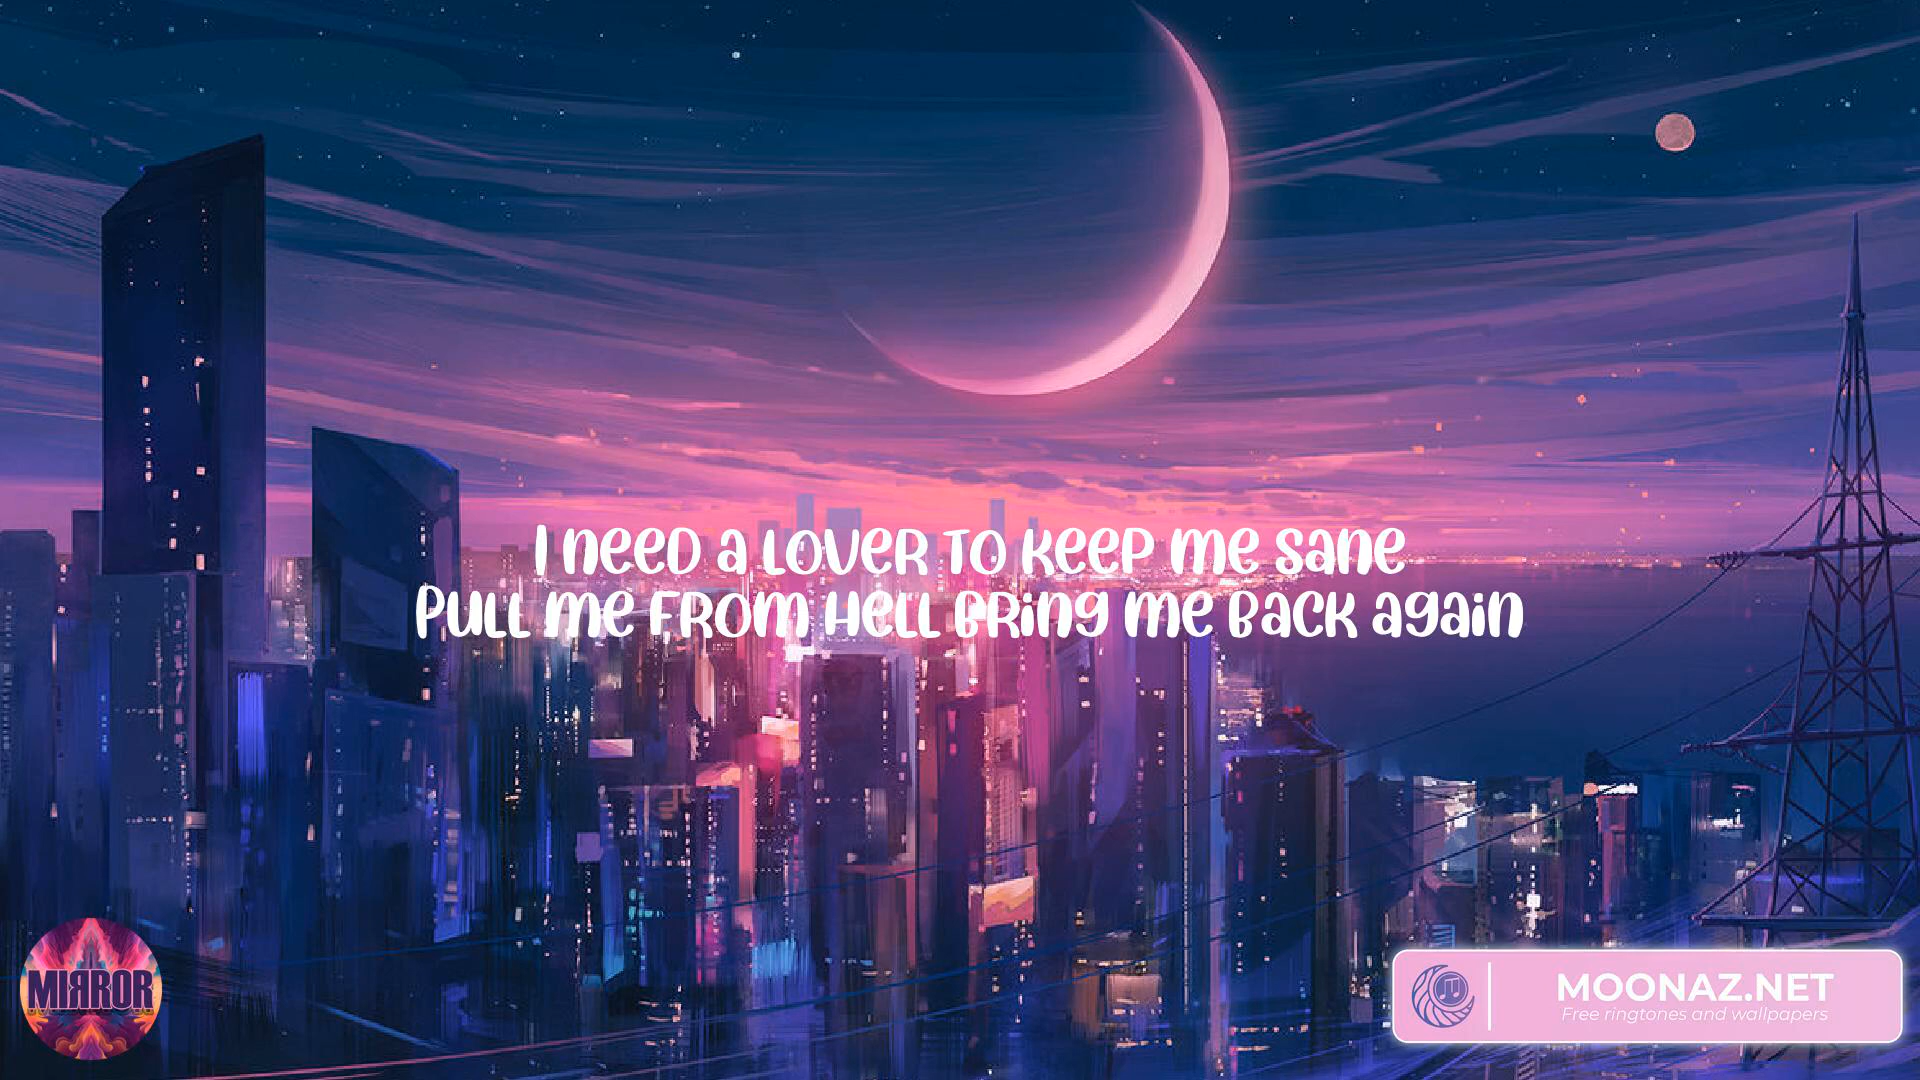 I need a lover to keep me sane
Pull me from hell bring me back again
MIRROR
MOONAZ.NET
Free ringtones and wallpapers